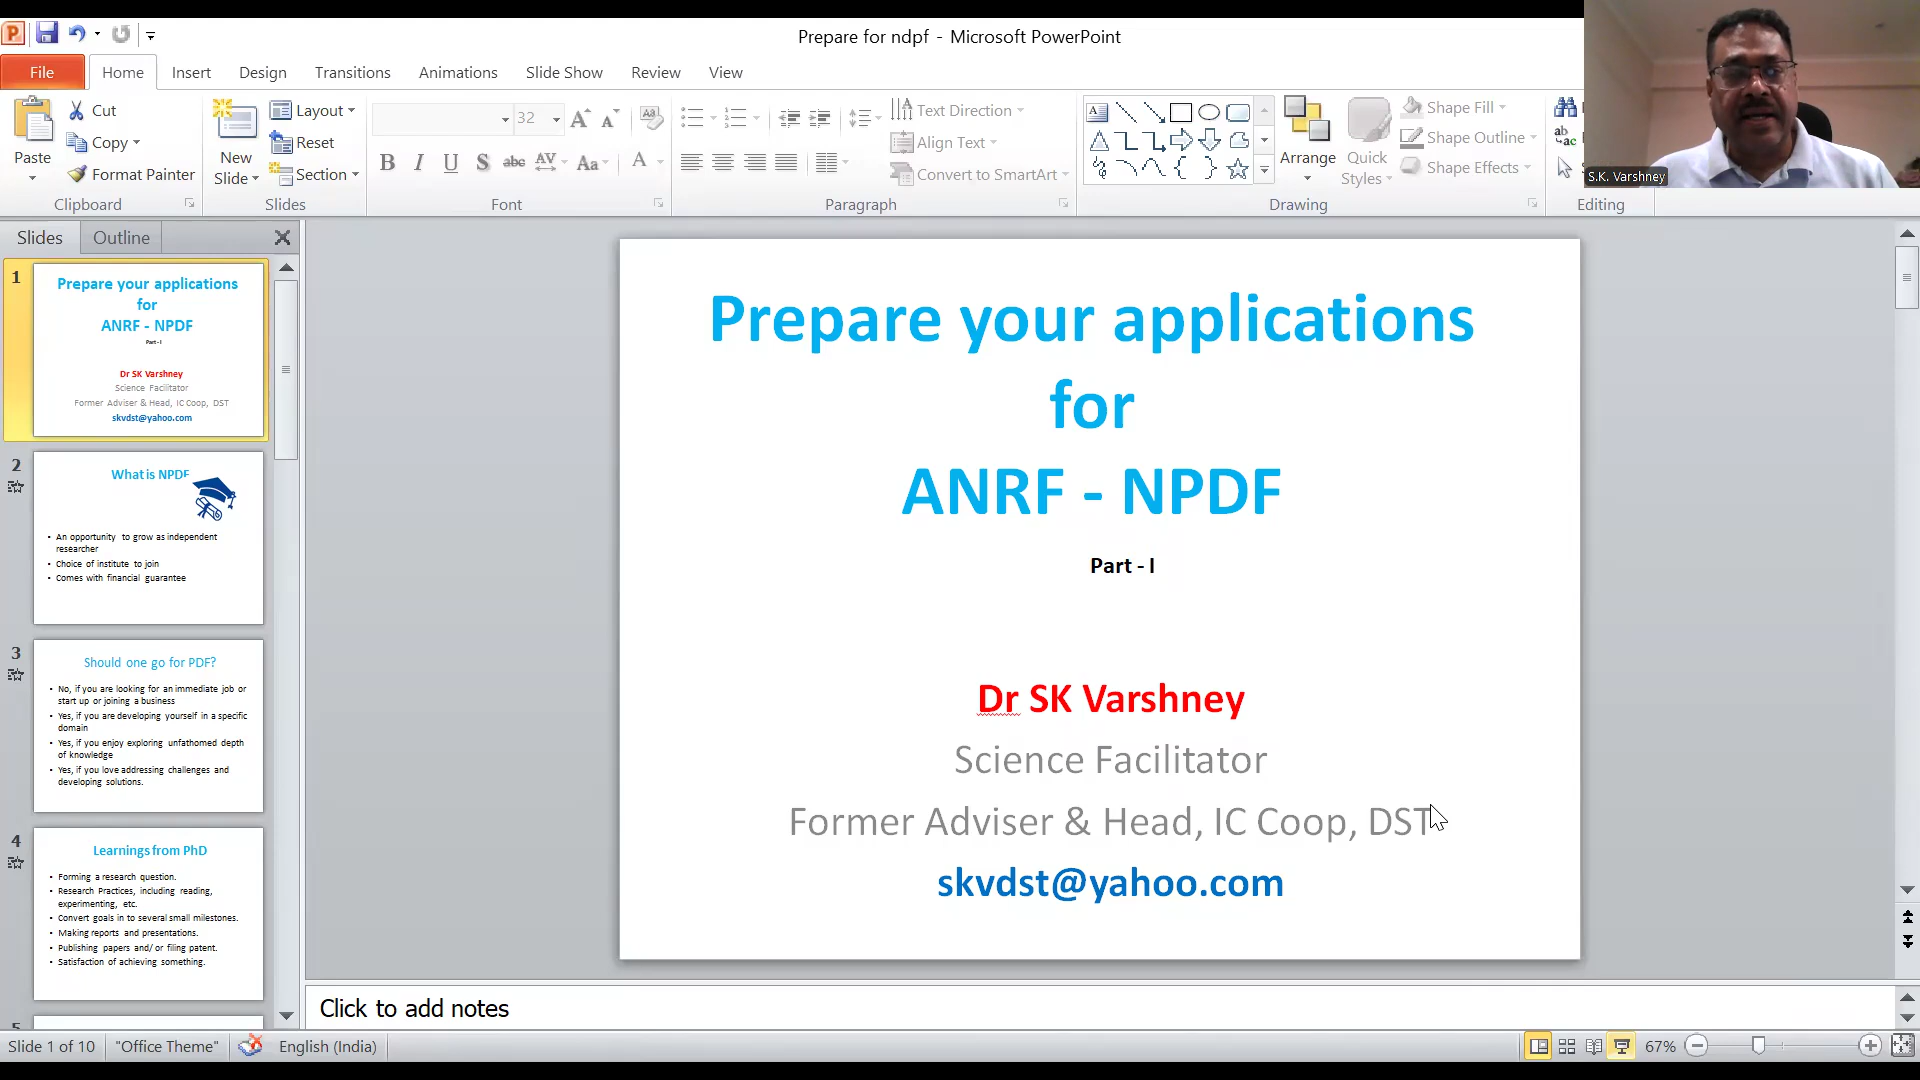 Prepare for ndpf - Microsoft PowerPoint
File Home Insert Design Transitions Animations Slide Show Review View
Paste
Cut
Copy
Format Painter
Clipboard
New Slide
Layout
Reset
Section
Slides
32
B I U S abc AV Aa A
Font
Text Direction
Align Text
Convert to SmartArt
Paragraph
Arrange
Quick Styles
Shape Fill
Shape Outline
Shape Effects
Drawing
Editing
S.K. Varshney
Slides Outline
1
Prepare your applications
for
ANRF - NPDF
Part - I
Dr SK Varshney
Science Facilitator
Former Adviser & Head, IC Coop, DST
skvdst@yahoo.com
2
What is NPDF
• An opportunity to grow as independent
researcher
• Choice of institute to join
• Comes with financial guarantee
3
Should one go for PDF?
• No, if you are looking for an immediate job or
start up or joining a business
• Yes, if you are developing yourself in a specific
domain
• Yes, if you enjoy exploring unfathomed depth
of knowledge
• Yes, if you love addressing challenges and
developing solutions.
4
Learnings from PhD
• Forming a research question.
• Research Practices, including reading,
experimenting, etc.
• Convert goals in to several small milestones.
• Making reports and presentations.
• Publishing papers and/ or filing patent.
• Satisfaction of achieving something.
Prepare your applications
for
ANRF - NPDF
Part - I
Dr SK Varshney
Science Facilitator
Former Adviser & Head, IC Coop, DST
skvdst@yahoo.com
Click to add notes
Slide 1 of 10 "Office Theme" English (India) 67%